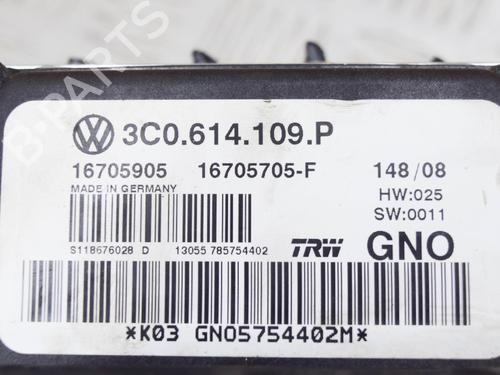 3C0.614.109.P
16705905 16705705-F 148/08
MADE IN GERMANY HW:025
SW:0011
S118676028 D 13055 785754402 TRW GNO
*K03 GNO5754402M*
B-PARTS